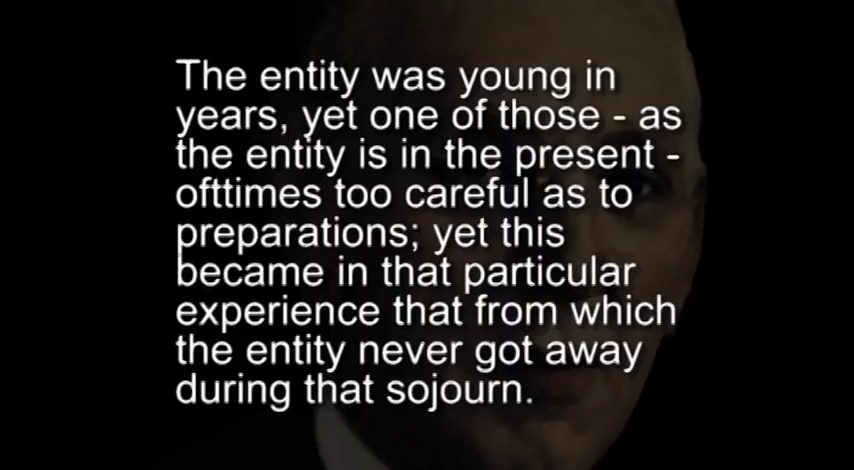 The entity was young in
years, yet one of those - as
the entity is in the present -
ofttimes too careful as to
preparations; yet this
became in that particular
experience that from which
the entity never got away
during that sojourn.